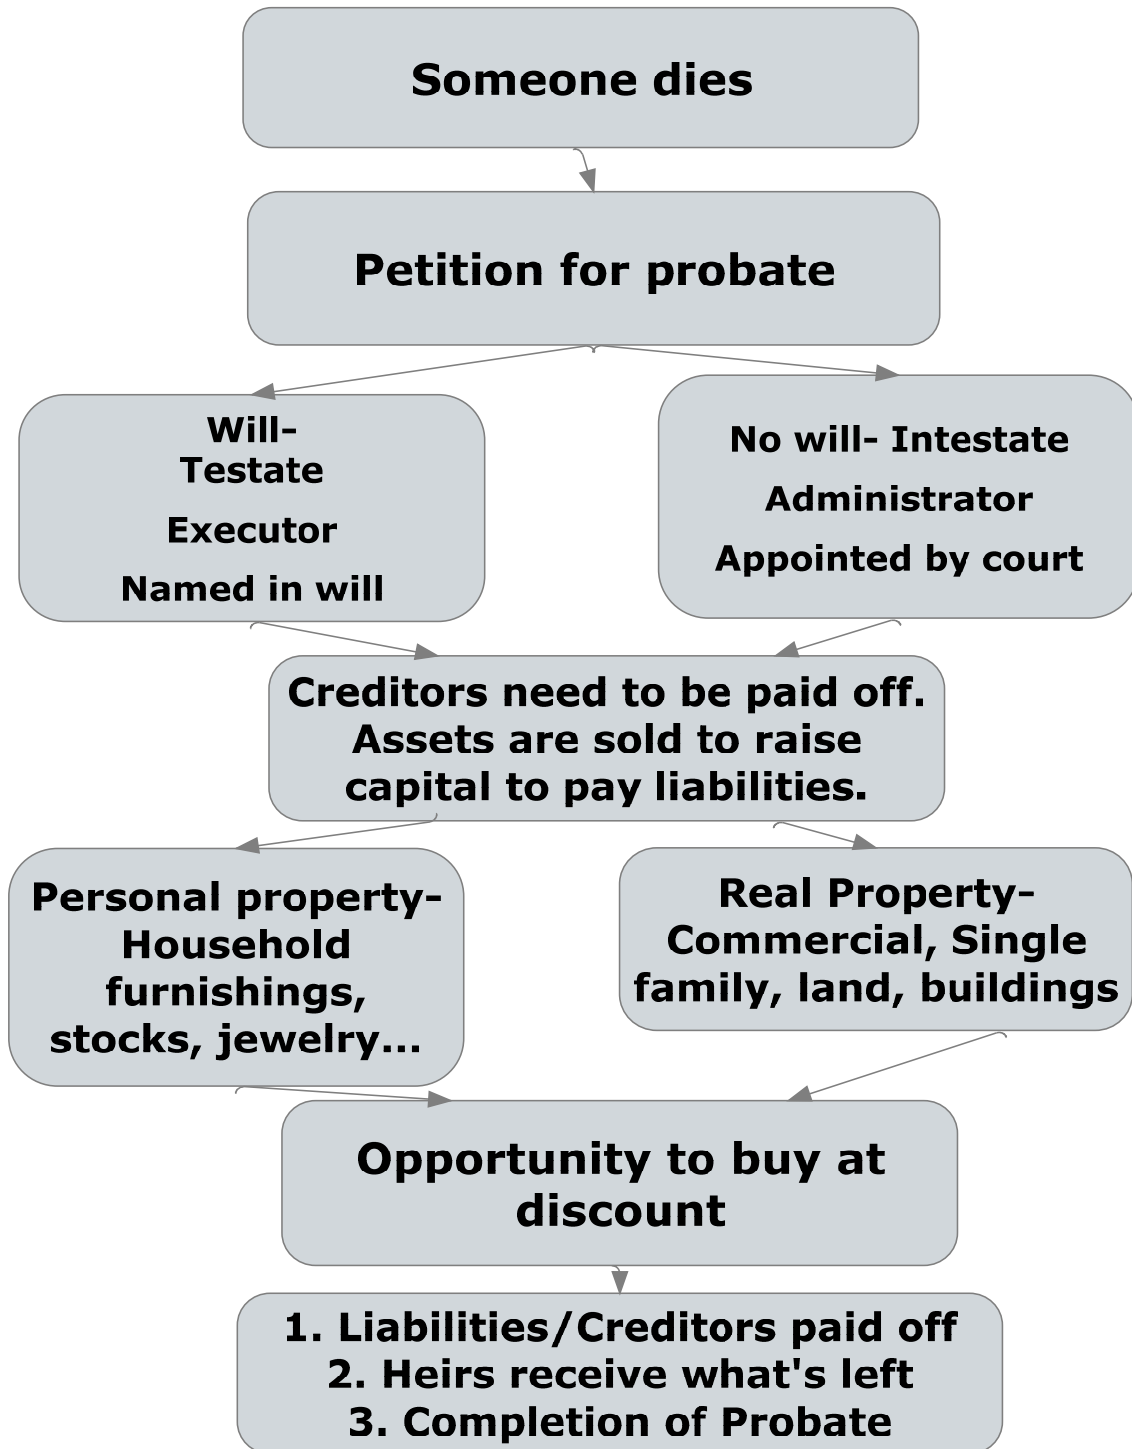 Someone dies
Petition for probate
Will-
Testate
Executor
Named in will
No will- Intestate
Administrator
Appointed by court
Creditors need to be paid off.
Assets are sold to raise
capital to pay liabilities.
Personal property-
Household
furnishings,
stocks, jewelry...
Real Property-
Commercial, Single
family, land, buildings
Opportunity to buy at
discount
1. Liabilities/Creditors paid off
2. Heirs receive what's left
3. Completion of Probate